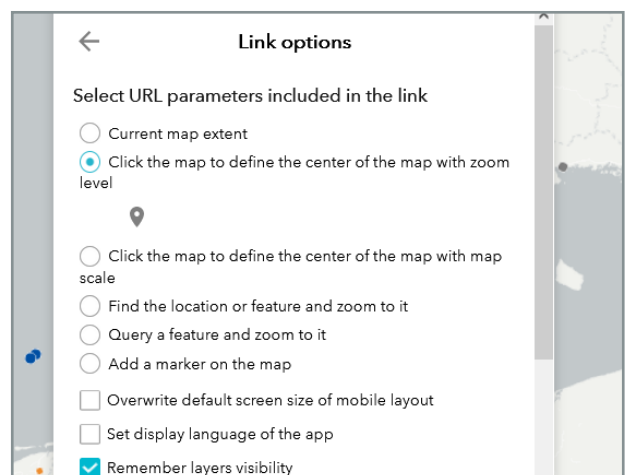 Link options
Select URL parameters included in the link
Current map extent
Click the map to define the center of the map with zoom
level
Click the map to define the center of the map with map
scale
Find the location or feature and zoom to it
Query a feature and zoom to it
Add a marker on the map
Overwrite default screen size of mobile layout
Set display language of the app
Remember layers visibility